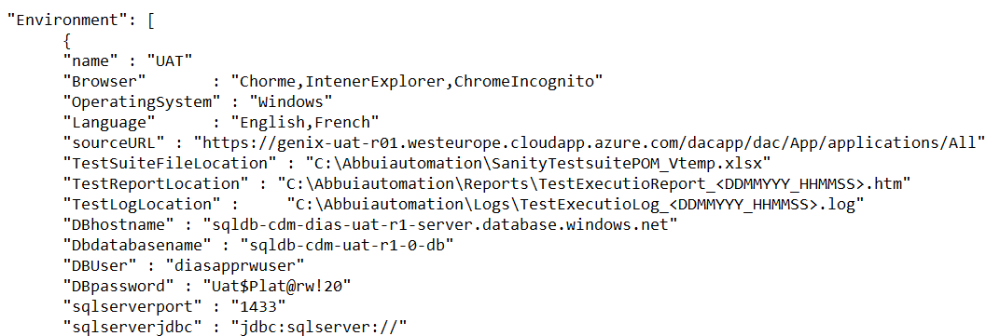 "Environment": [
{
"name" : "UAT"
"Browser" : "Chorme,IntenerExplorer,ChromeIncognito"
"OperatingSystem" : "Windows"
"Language" : "English,French"
"sourceURL" : "https://genix-uat-r01.westeurope.cloudapp.azure.com/dacapp/dac/App/applications/All"
"TestSuiteFileLocation" : "C:\Abbuiautomation\SanityTestsuitePOM_Vtemp.xlsx"
"TestReportLocation" : "C:\Abbuiautomation\Reports\TestExecutioReport_<DDMMYYY_HHMMSS>.htm"
"TestLogLocation" : "C:\Abbuiautomation\Logs\TestExecutioLog_<DDMMYYY_HHMMSS>.log"
"DBhostname" : "sqldb-cdm-dias-uat-r1-server.database.windows.net"
"Dbdatabasename" : "sqldb-cdm-uat-r1-0-db"
"DBUser" : "diasapprwuser"
"DBpassword" : "Uat$Plat@rw!20"
"sqlserverport" : "1433"
"sqlserverjdbc" : "jdbc:sqlserver://"